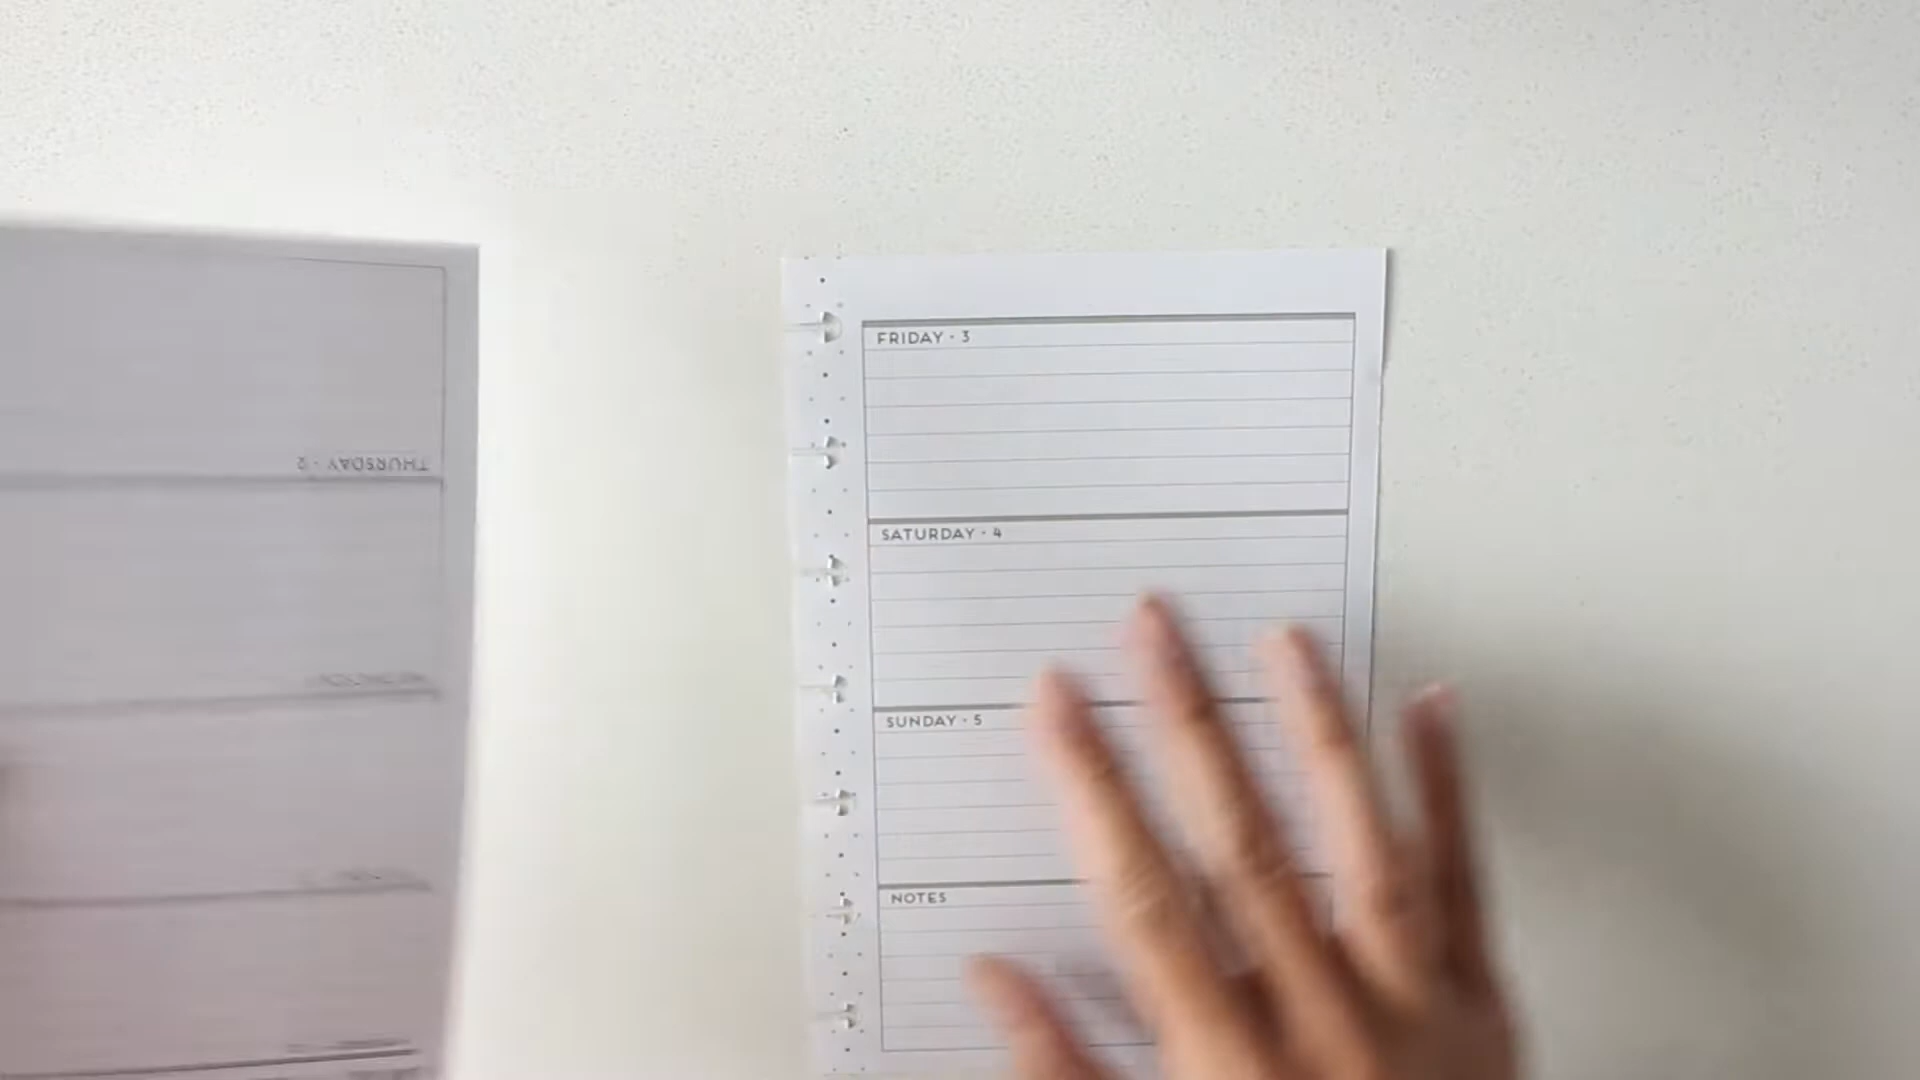 THURSDAY · 2
FRIDAY · 3
SATURDAY · 4
SUNDAY · 5
NOTES